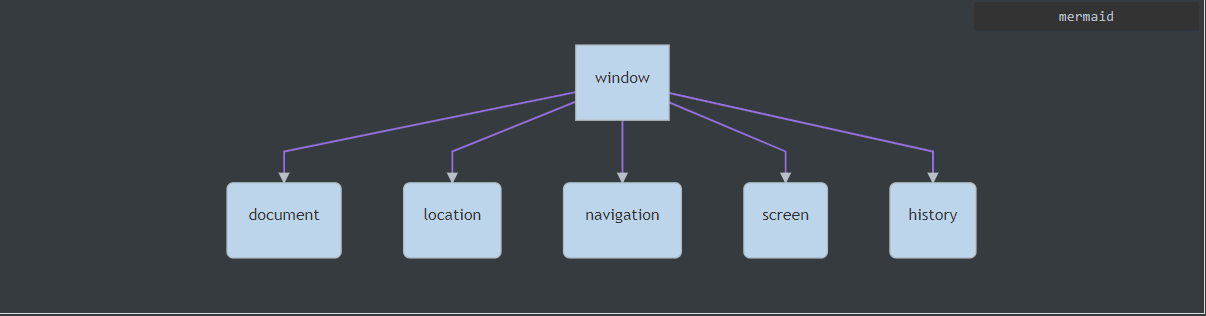 mermaid
window
document
location
navigation
screen
history